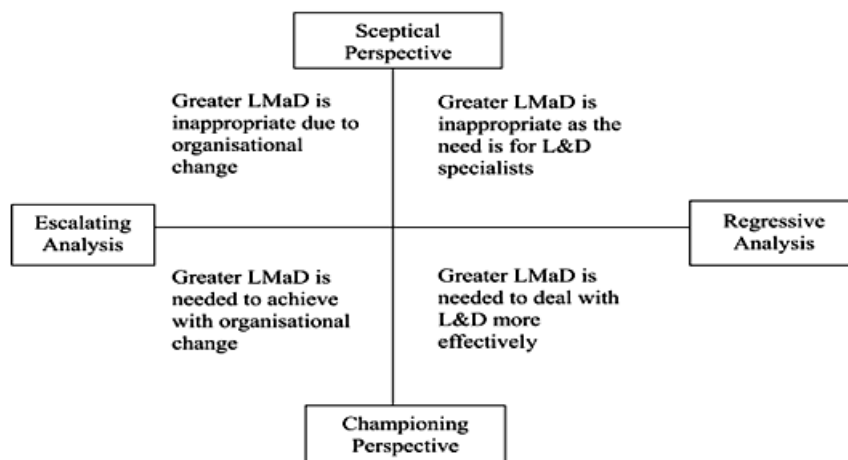 Sceptical
Perspective
Greater LMaD is
inappropriate due to
organisational
change
Greater LMaD is
inappropriate as the
need is for L&D
specialists
Escalating
Analysis
Regressive
Analysis
Greater LMaD is
needed to achieve
with organisational
change
Greater LMaD is
needed to deal with
L&D more
effectively
Championing
Perspective